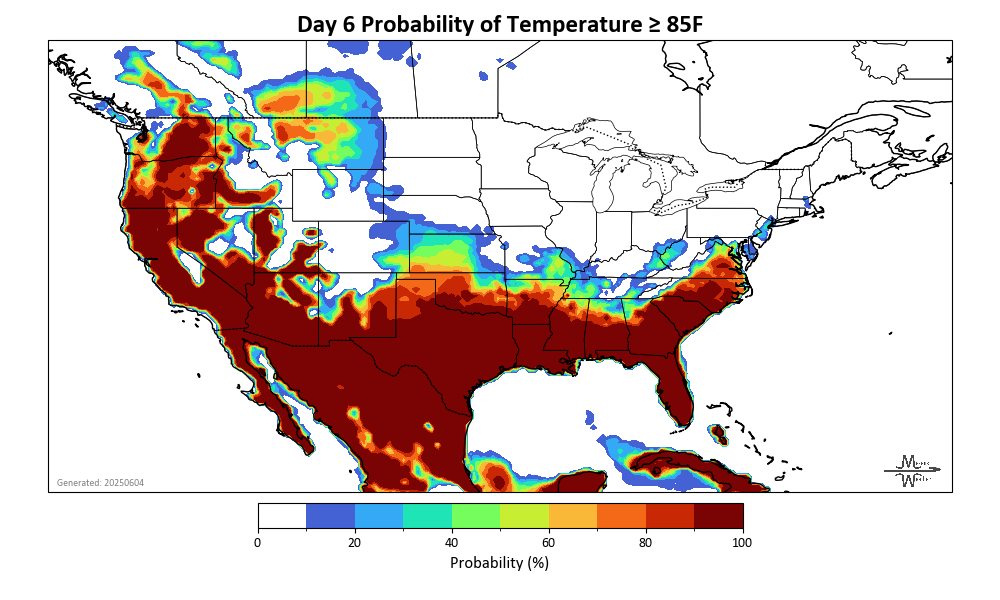 Day 6 Probability of Temperature ≥ 85F
Generated: 20250604
0 20 40 60 80 100
Probability (%)